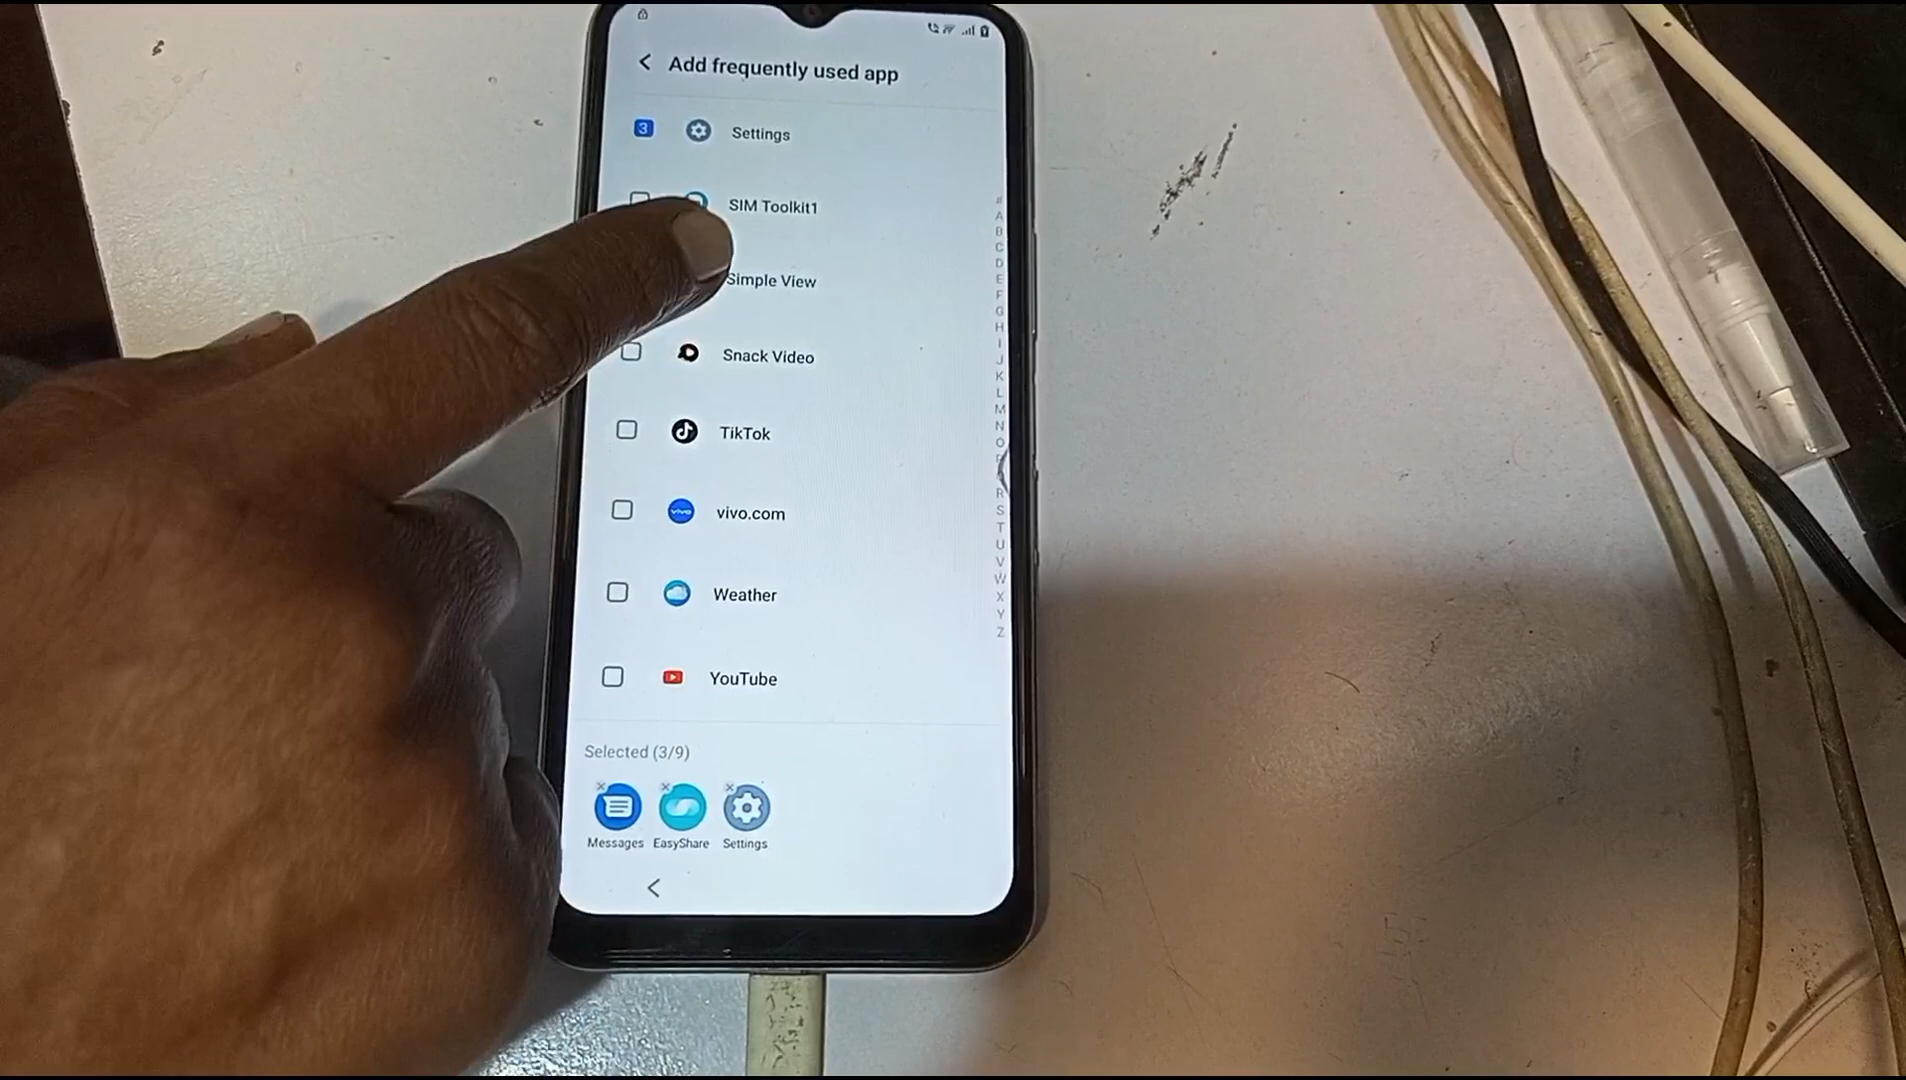 Add frequently used app
3 Settings
SIM Toolkit1
Simple View
Snack Video
TikTok
vivo vivo.com
Weather
YouTube
#
A
B
C
D
E
F
G
H
I
J
K
L
M
N
O
R
S
T
U
V
W
X
Y
Z
Selected (3/9)
Messages EasyShare Settings